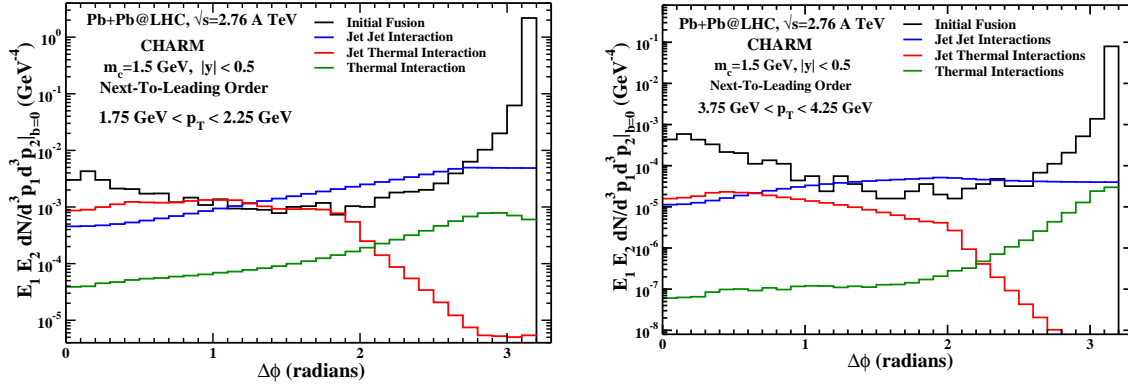 Pb+Pb@LHC, √s=2.76 A TeV
CHARM
m_c=1.5 GeV, |y| < 0.5
Next-To-Leading Order
1.75 GeV < p_T < 2.25 GeV
Initial Fusion
Jet Jet Interaction
Jet Thermal Interaction
Thermal Interaction
E_1 E_2 dN/d^3p_1d^3p_2|_b=0 (GeV^-4)
10^0
10^-1
10^-2
10^-3
10^-4
10^-5
0 1 2 3
Δϕ (radians)
Pb+Pb@LHC, √s=2.76 A TeV
CHARM
m_c=1.5 GeV, |y| < 0.5
Next-To-Leading Order
3.75 GeV < p_T < 4.25 GeV
Initial Fusion
Jet Jet Interactions
Jet Thermal Interactions
Thermal Interactions
E_1 E_2 dN/d^3p_1d^3p_2|_b=0 (GeV^-4)
10^-1
10^-2
10^-3
10^-4
10^-5
10^-6
10^-7
10^-8
0 1 2 3
Δϕ (radians)